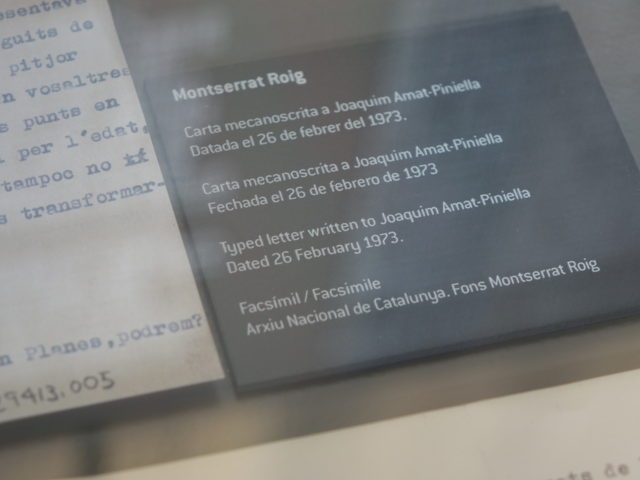 guits de
pitjor
n vosaltres
s punts en
per l'edat,
tampoc no
s transformar-
n Planes,podrem?
29413.005
Montserrat Roig
Carta mecanoscrita a Joaquim Amat-Piniella
Datada el 26 de febrer del 1973.
Carta mecanoscrita a Joaquim Amat-Piniella
Fechada el 26 de febrero de 1973
Typed letter written to Joaquim Amat-Piniella
Dated 26 February 1973.
Facsímil / Facsimile
Arxiu Nacional de Catalunya. Fons Montserrat Roig
de